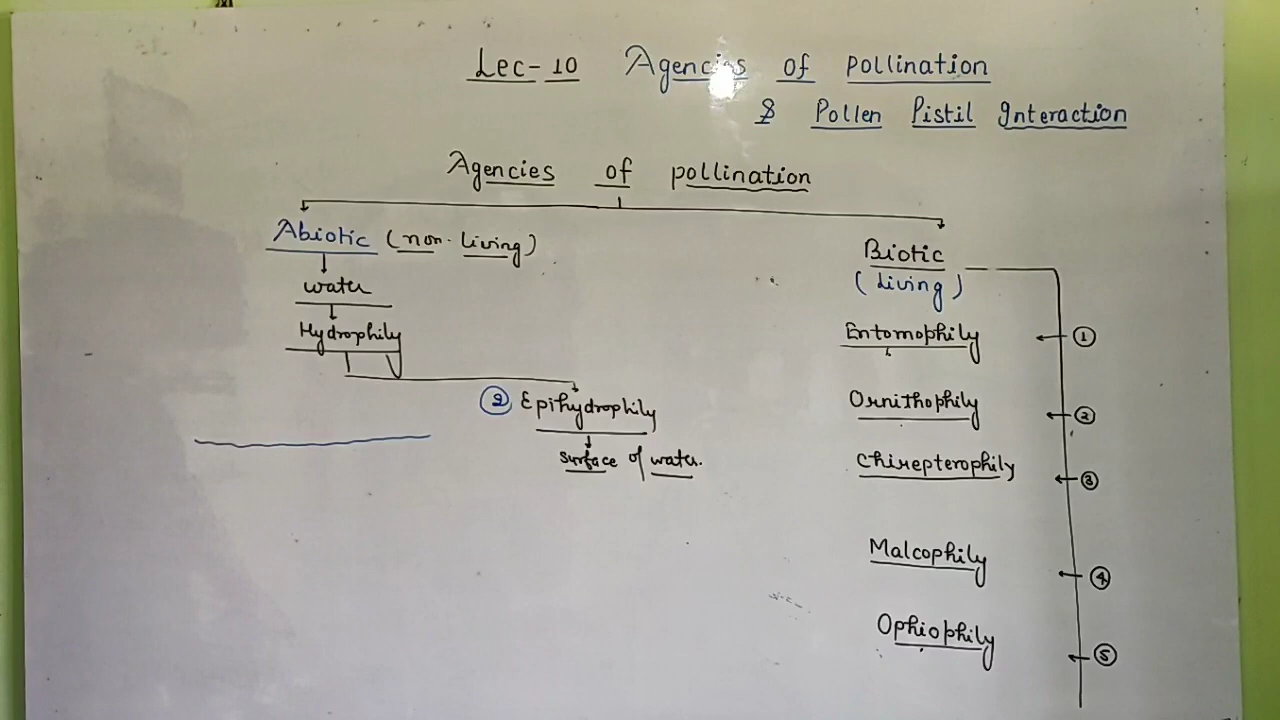 Lec-10 Agencies of pollination
& Pollen Pistil Interaction
Agencies of pollination
Abiotic (non-living)
water
Hydrophily
② Epihydrophily
surface of water.
Biotic
(Living)
Entomophily ①
Ornithophily ②
Chirepterophily ③
Malcophily ④
Ophiophily ⑤